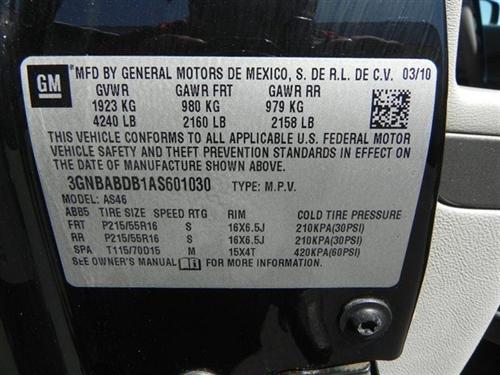 GM
MFD BY GENERAL MOTORS DE MEXICO, S. DE R.L. DE C.V. 03/10
GVWR GAWR FRT GAWR RR
1923 KG 980 KG 979 KG
4240 LB 2160 LB 2158 LB
THIS VEHICLE CONFORMS TO ALL APPLICABLE U.S. FEDERAL MOTOR
VEHICLE SAFETY AND THEFT PREVENTION STANDARDS IN EFFECT ON
THE DATE OF MANUFACTURE SHOWN ABOVE.
3GNBABDB1AS601030 TYPE: M.P.V.
MODEL: AS46
ABB5 TIRE SIZE SPEED RTG RIM COLD TIRE PRESSURE
FRT P215/55R16 S 16X6.5J 210KPA(30PSI)
RR P215/55R16 S 16X6.5J 210KPA(30PSI)
SPA T115/70D15 M 15X4T 420KPA(60PSI)
SEE OWNER'S MANUAL FOR MORE INFORMATION